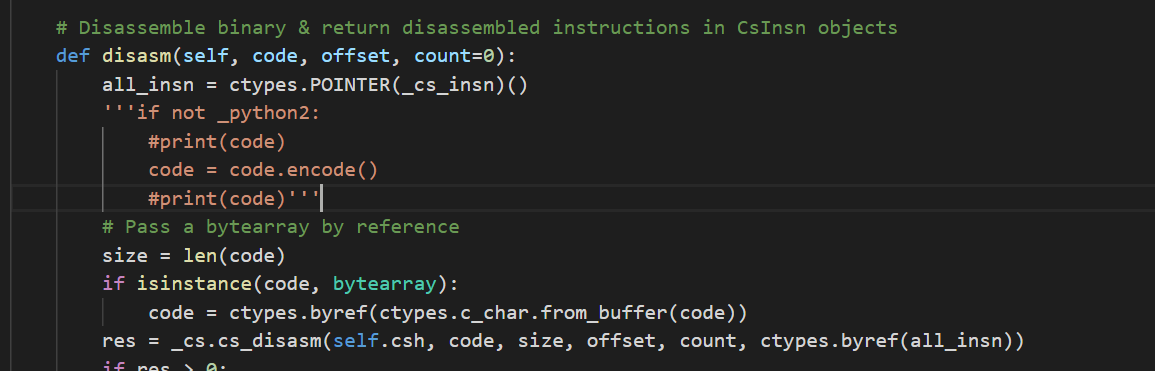 # Disassemble binary & return disassembled instructions in CsInsn objects
def disasm(self, code, offset, count=0):
    all_insn = ctypes.POINTER(_cs_insn)()
    '''if not _python2:
        #print(code)
        code = code.encode()
        #print(code)'''
    # Pass a bytearray by reference
    size = len(code)
    if isinstance(code, bytearray):
        code = ctypes.byref(ctypes.c_char.from_buffer(code))
    res = _cs.cs_disasm(self.csh, code, size, offset, count, ctypes.byref(all_insn))
    if res > 0: